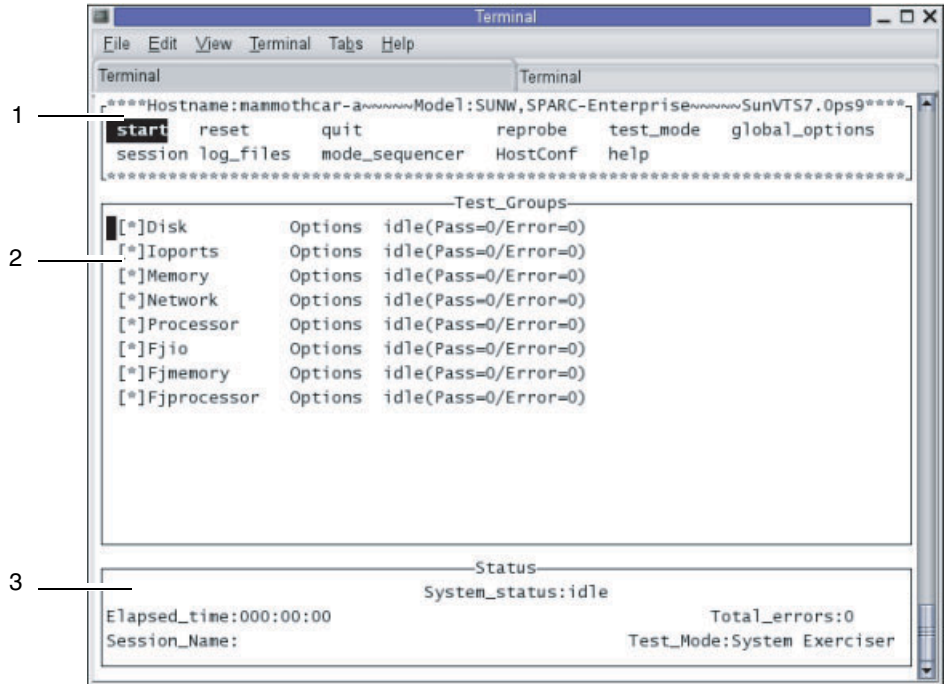 Terminal
File Edit View Terminal Tabs Help
Terminal Terminal
1
****Hostname:mammothcar-a~~~~~Model:SUNW,SPARC-Enterprise~~~~~SunVTS7.0ps9****
start reset quit reprobe test_mode global_options
session log_files mode_sequencer HostConf help
******************************************************************************
Test_Groups
[*]Disk Options idle(Pass=0/Error=0)
2
[*]Ioports Options idle(Pass=0/Error=0)
[*]Memory Options idle(Pass=0/Error=0)
[*]Network Options idle(Pass=0/Error=0)
[*]Processor Options idle(Pass=0/Error=0)
[*]Fjio Options idle(Pass=0/Error=0)
[*]Fjmemory Options idle(Pass=0/Error=0)
[*]Fjprocessor Options idle(Pass=0/Error=0)
Status
3
System_status:idle
Elapsed_time:000:00:00 Total_errors:0
Session_Name: Test_Mode:System Exerciser